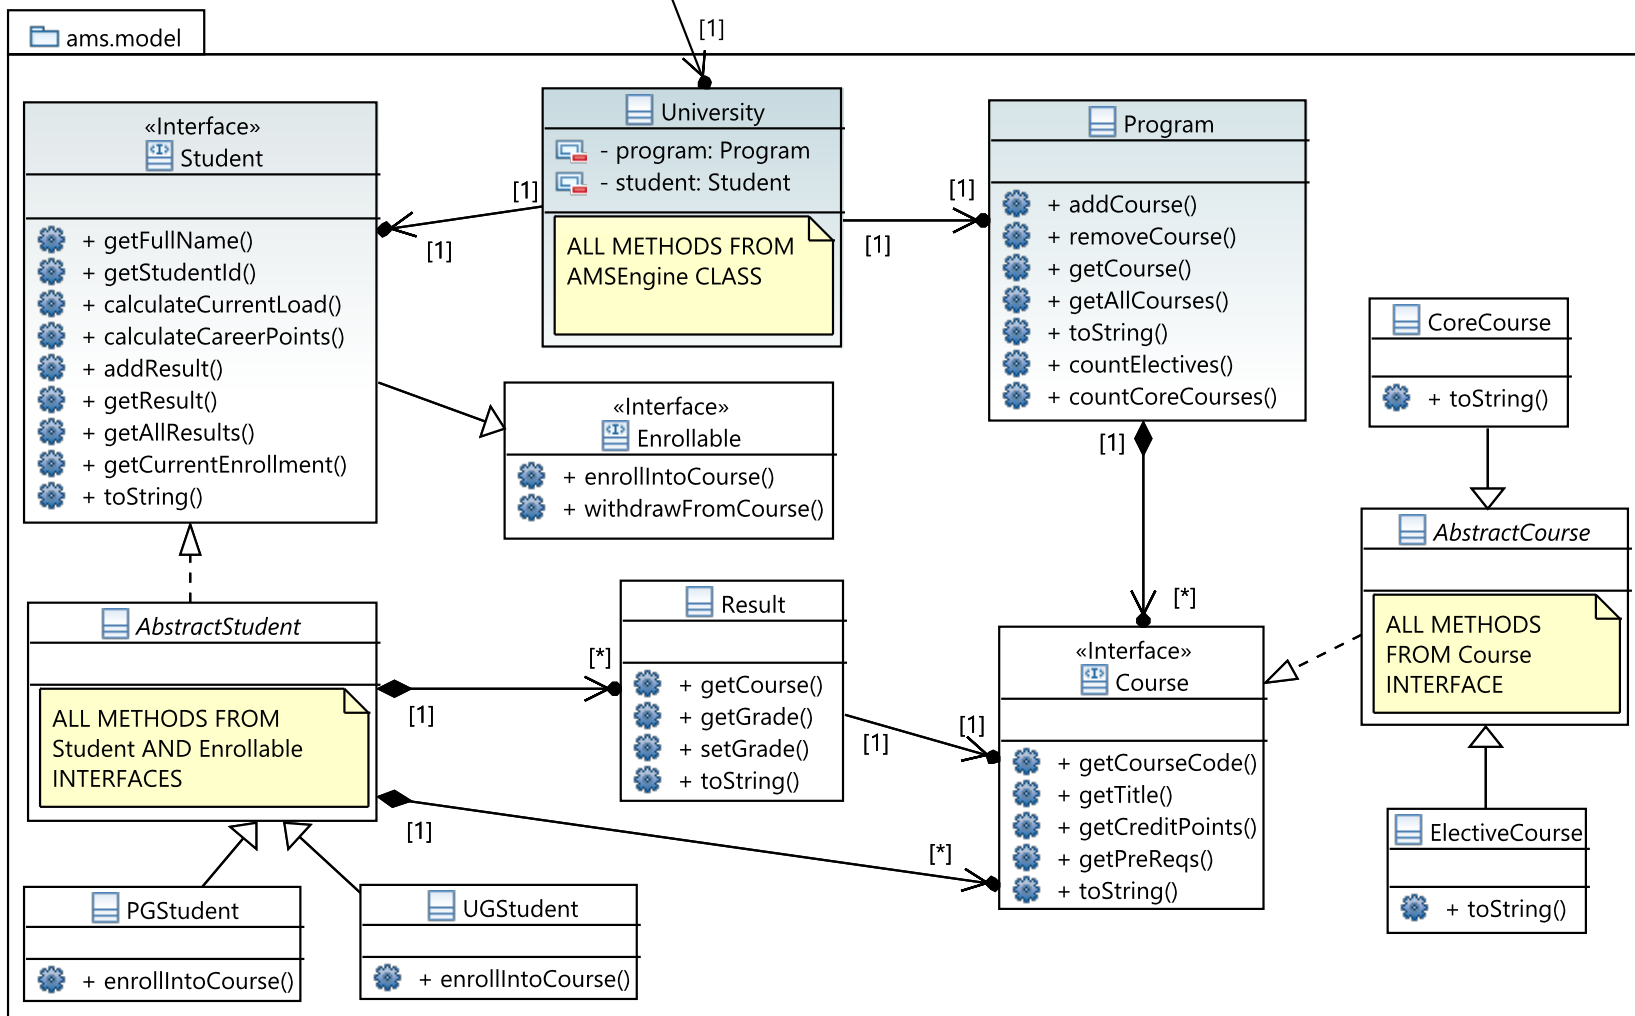 ams.model
[1]
«Interface»
Student
+ getFullName()
+ getStudentId()
+ calculateCurrentLoad()
+ calculateCareerPoints()
+ addResult()
+ getResult()
+ getAllResults()
+ getCurrentEnrollment()
+ toString()
[1]
[1]
University
- program: Program
- student: Student
ALL METHODS FROM
AMSEngine CLASS
[1]
[1]
Program
+ addCourse()
+ removeCourse()
+ getCourse()
+ getAllCourses()
+ toString()
+ countElectives()
+ countCoreCourses()
[1]
[*]
«Interface»
Enrollable
+ enrollIntoCourse()
+ withdrawFromCourse()
CoreCourse
+ toString()
AbstractCourse
ALL METHODS
FROM Course
INTERFACE
AbstractStudent
ALL METHODS FROM
Student AND Enrollable
INTERFACES
[1]
[*]
Result
+ getCourse()
+ getGrade()
+ setGrade()
+ toString()
[1]
[1]
«Interface»
Course
+ getCourseCode()
+ getTitle()
+ getCreditPoints()
+ getPreReqs()
+ toString()
[1]
[*]
ElectiveCourse
+ toString()
PGStudent
+ enrollIntoCourse()
UGStudent
+ enrollIntoCourse()